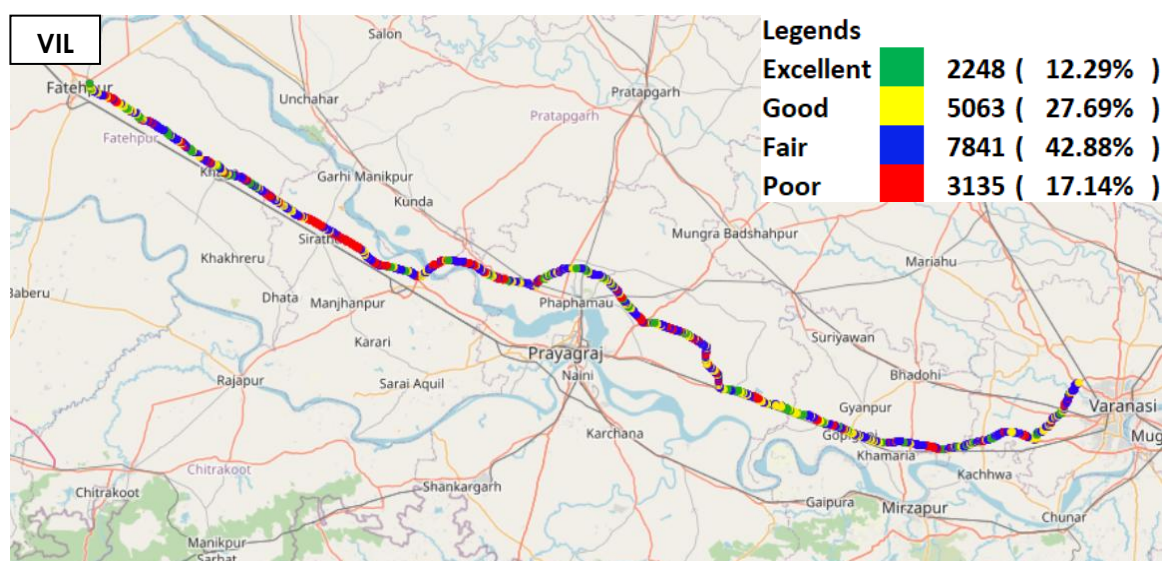 VIL
Legends
Excellent 2248 ( 12.29% )
Good 5063 ( 27.69% )
Fair 7841 ( 42.88% )
Poor 3135 ( 17.14% )
Salon
Fatehpur
Unchahar
Pratapgarh
Pratapgarh
Fatehpur
Garhi Manikpur
Kunda
Mungra Badshahpur
Khakhreru
Mariahu
Baberu
Dhata
Manjhanpur
Phaphamau
Suriyawan
Karari
Prayagraj
Naini
Bhadohi
Rajapur
Sarai Aquil
Gyanpur
Varanasi
Karchana
Mug
Khamaria
Chitrakoot
Kachhwa
Shankargarh
Chitrakoot
Gaipura
Mirzapur
Chunar
Manikpur
Sarhat